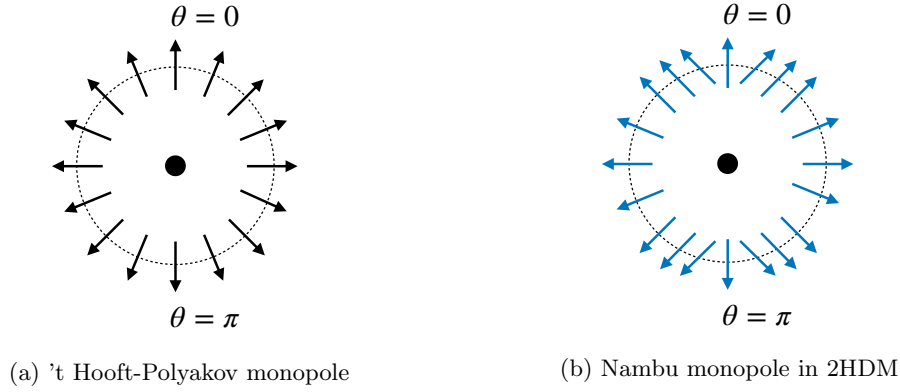 θ = 0
θ = 0
θ = π
θ = π
(a) 't Hooft-Polyakov monopole
(b) Nambu monopole in 2HDM